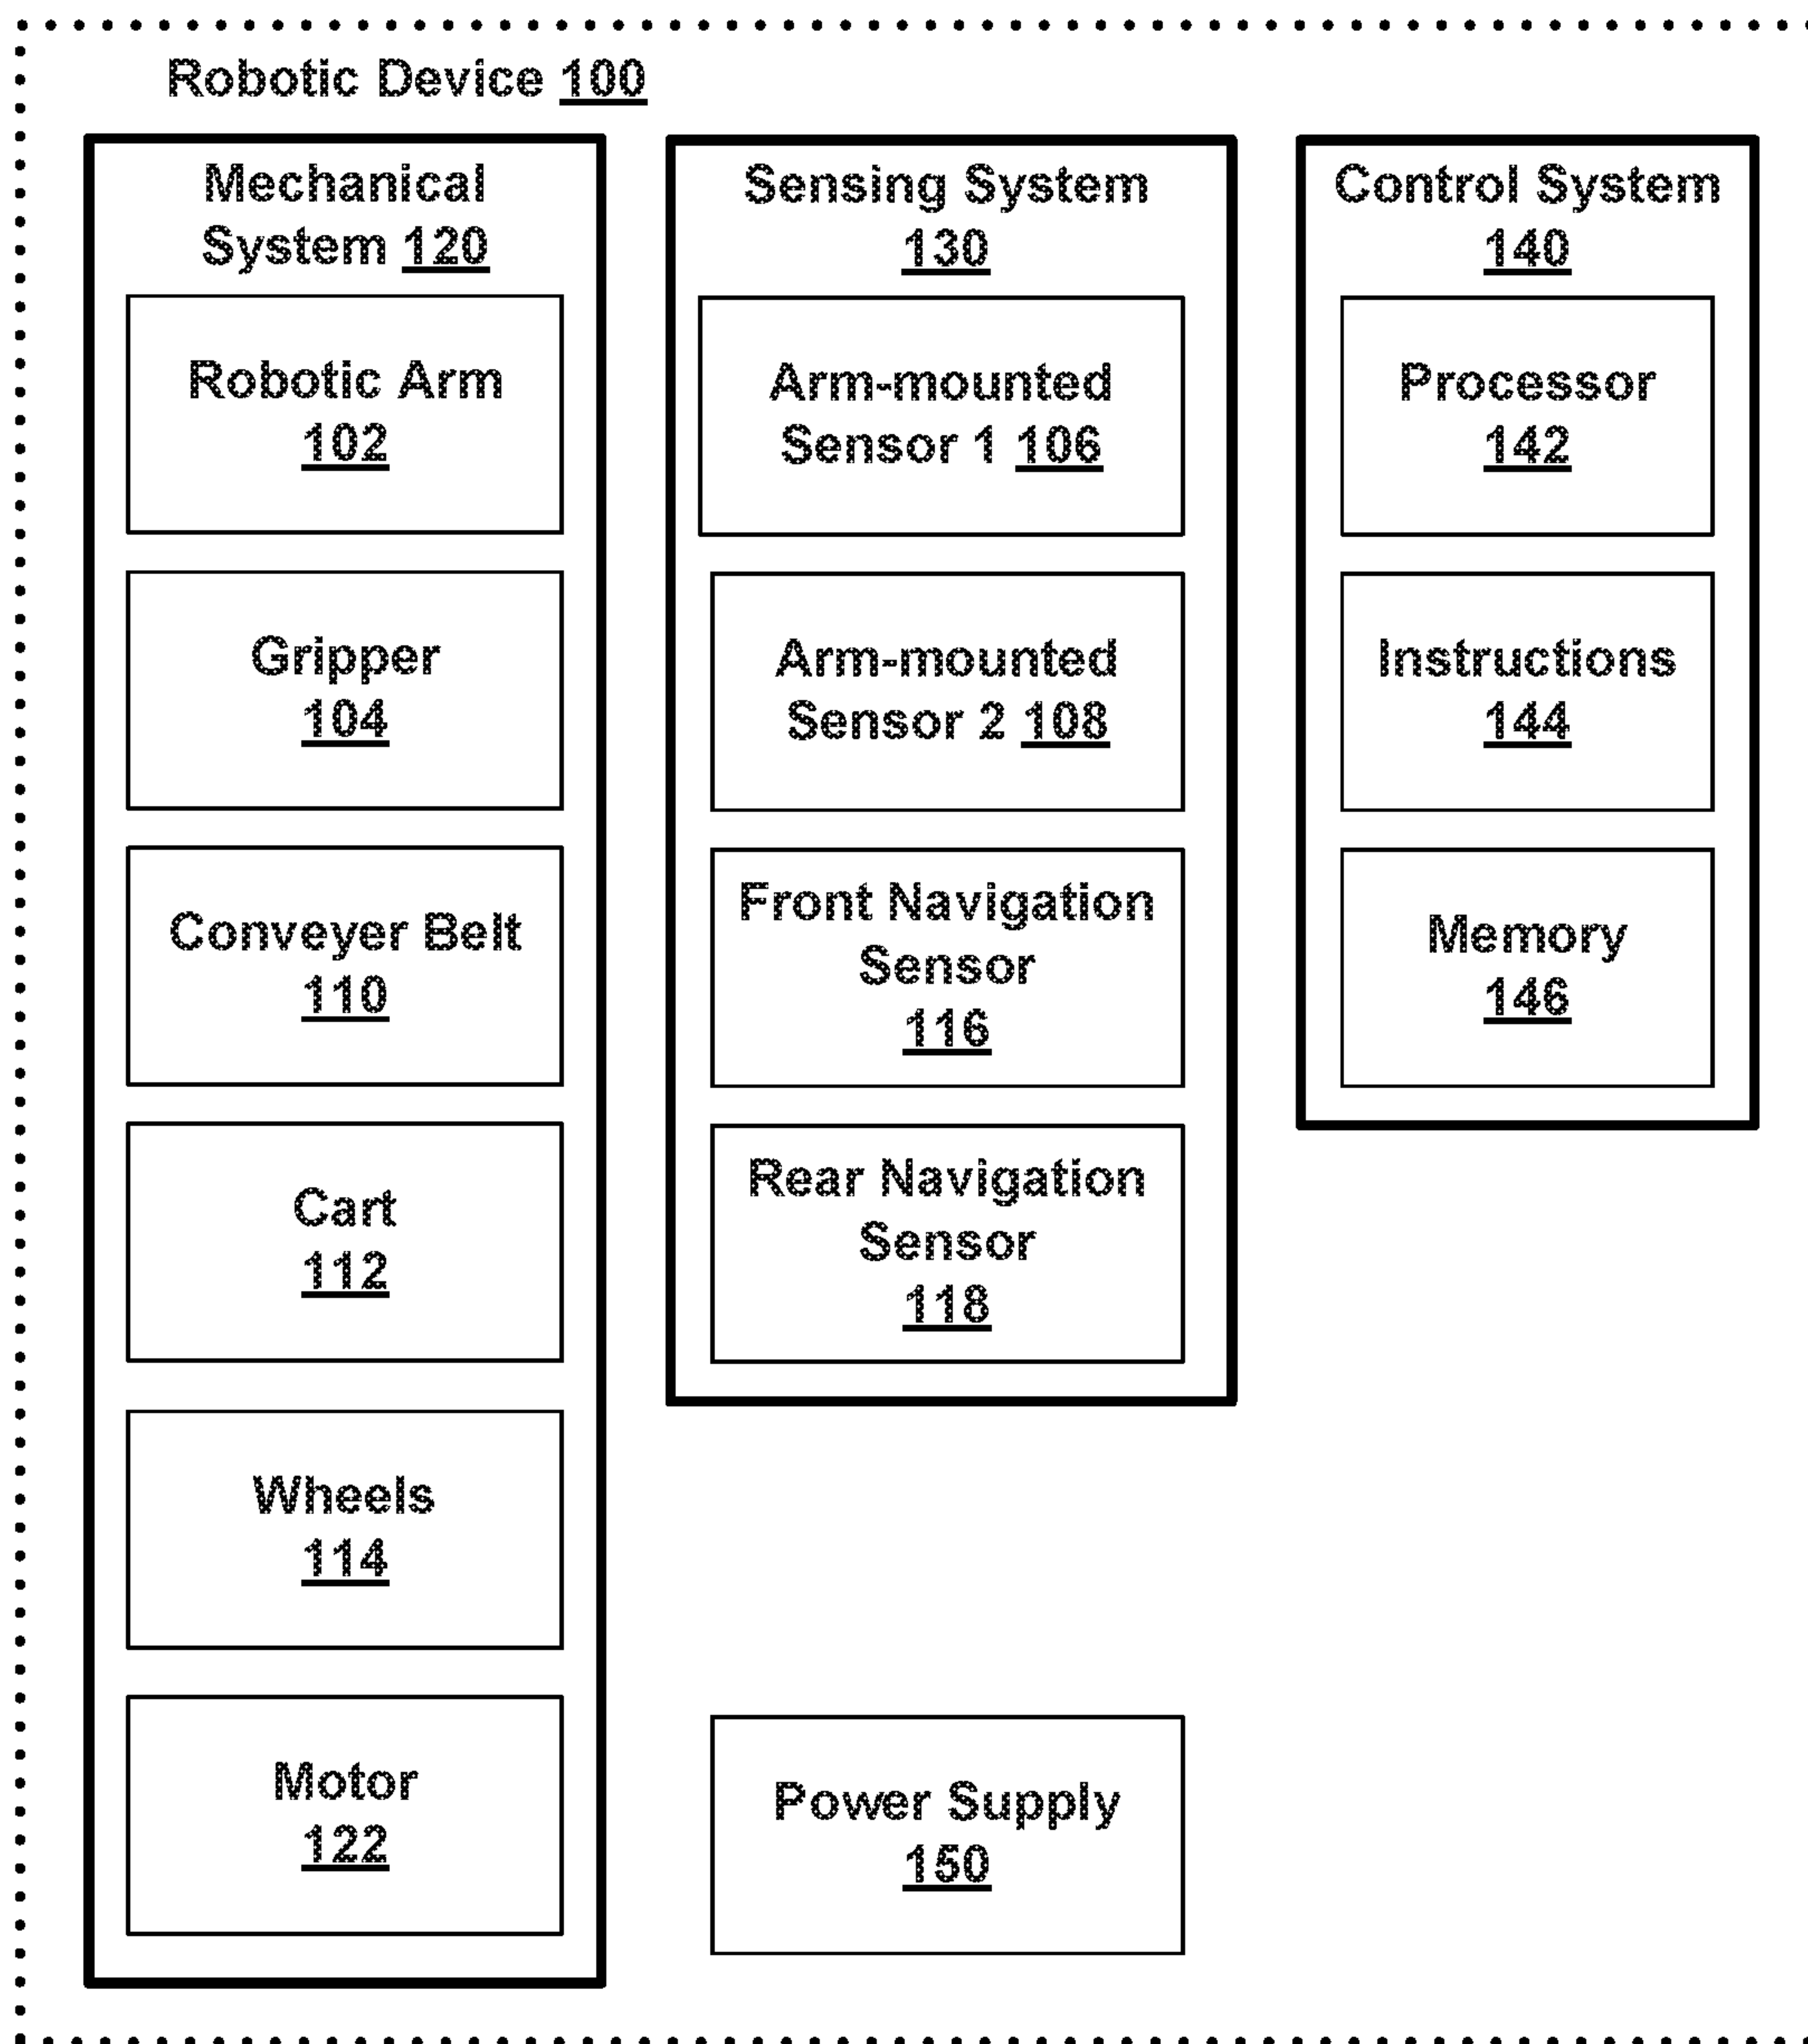 Robotic Device 100
Mechanical
System 120
Robotic Arm
102
Gripper
104
Conveyer Belt
110
Cart
112
Wheels
114
Motor
122
Sensing System
130
Arm-mounted
Sensor 1 106
Arm-mounted
Sensor 2 108
Front Navigation
Sensor
116
Rear Navigation
Sensor
118
Power Supply
150
Control System
140
Processor
142
Instructions
144
Memory
146